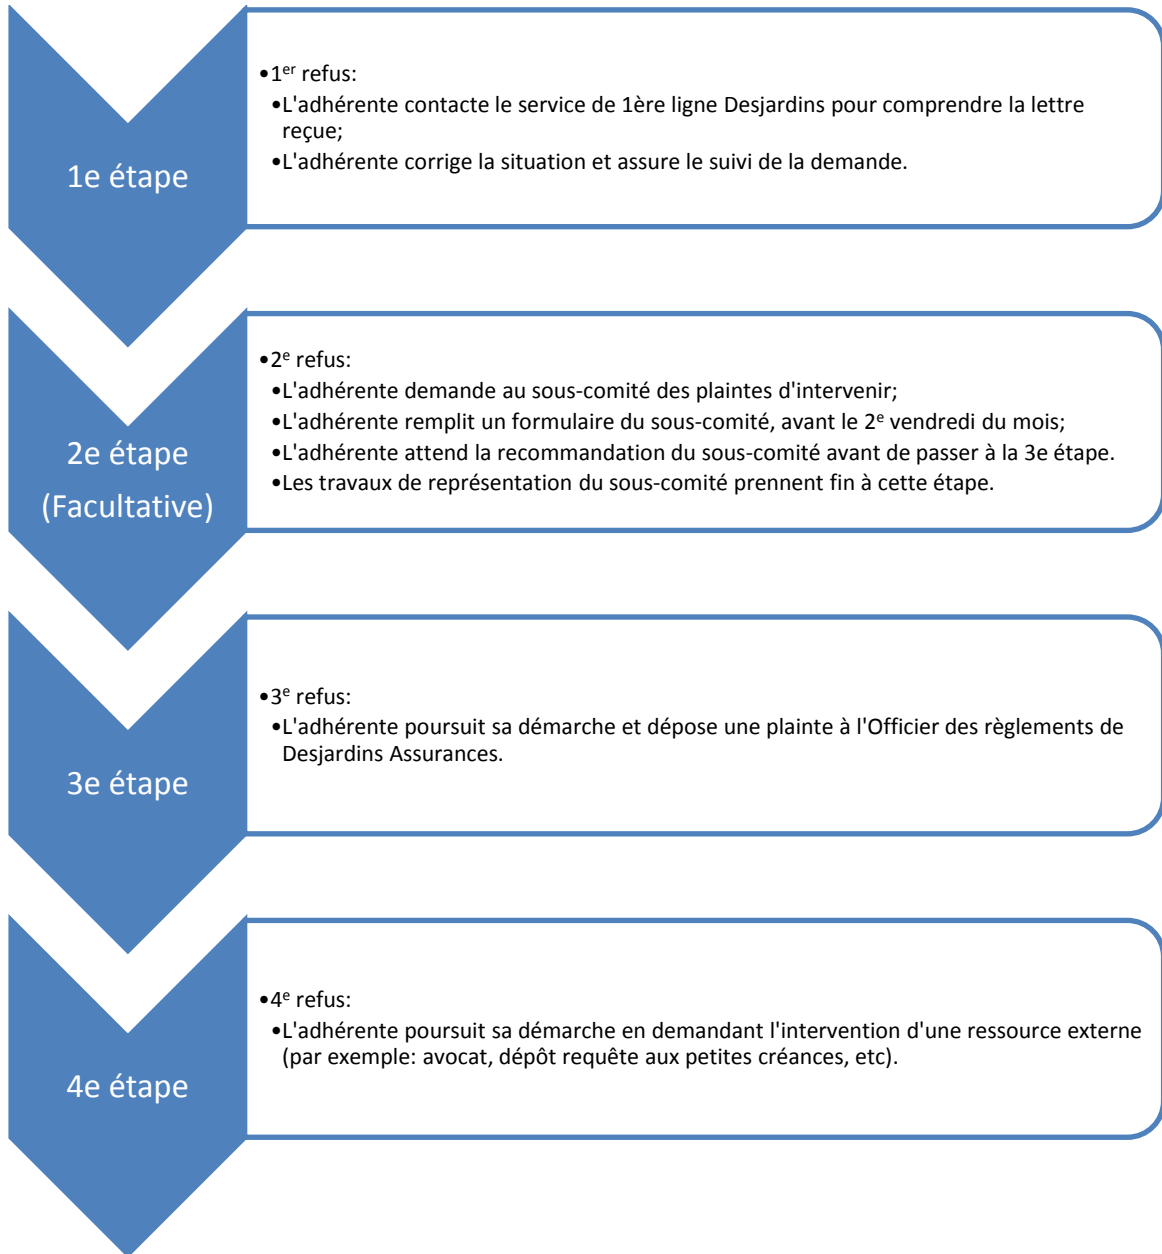 1e étape
•1er refus:
•L'adhérente contacte le service de 1ère ligne Desjardins pour comprendre la lettre
reçue;
•L'adhérente corrige la situation et assure le suivi de la demande.
2e étape
(Facultative)
•2e refus:
•L'adhérente demande au sous-comité des plaintes d'intervenir;
•L'adhérente remplit un formulaire du sous-comité, avant le 2e vendredi du mois;
•L'adhérente attend la recommandation du sous-comité avant de passer à la 3e étape.
•Les travaux de représentation du sous-comité prennent fin à cette étape.
3e étape
•3e refus:
•L'adhérente poursuit sa démarche et dépose une plainte à l'Officier des règlements de
Desjardins Assurances.
4e étape
•4e refus:
•L'adhérente poursuit sa démarche en demandant l'intervention d'une ressource externe
(par exemple: avocat, dépôt requête aux petites créances, etc).